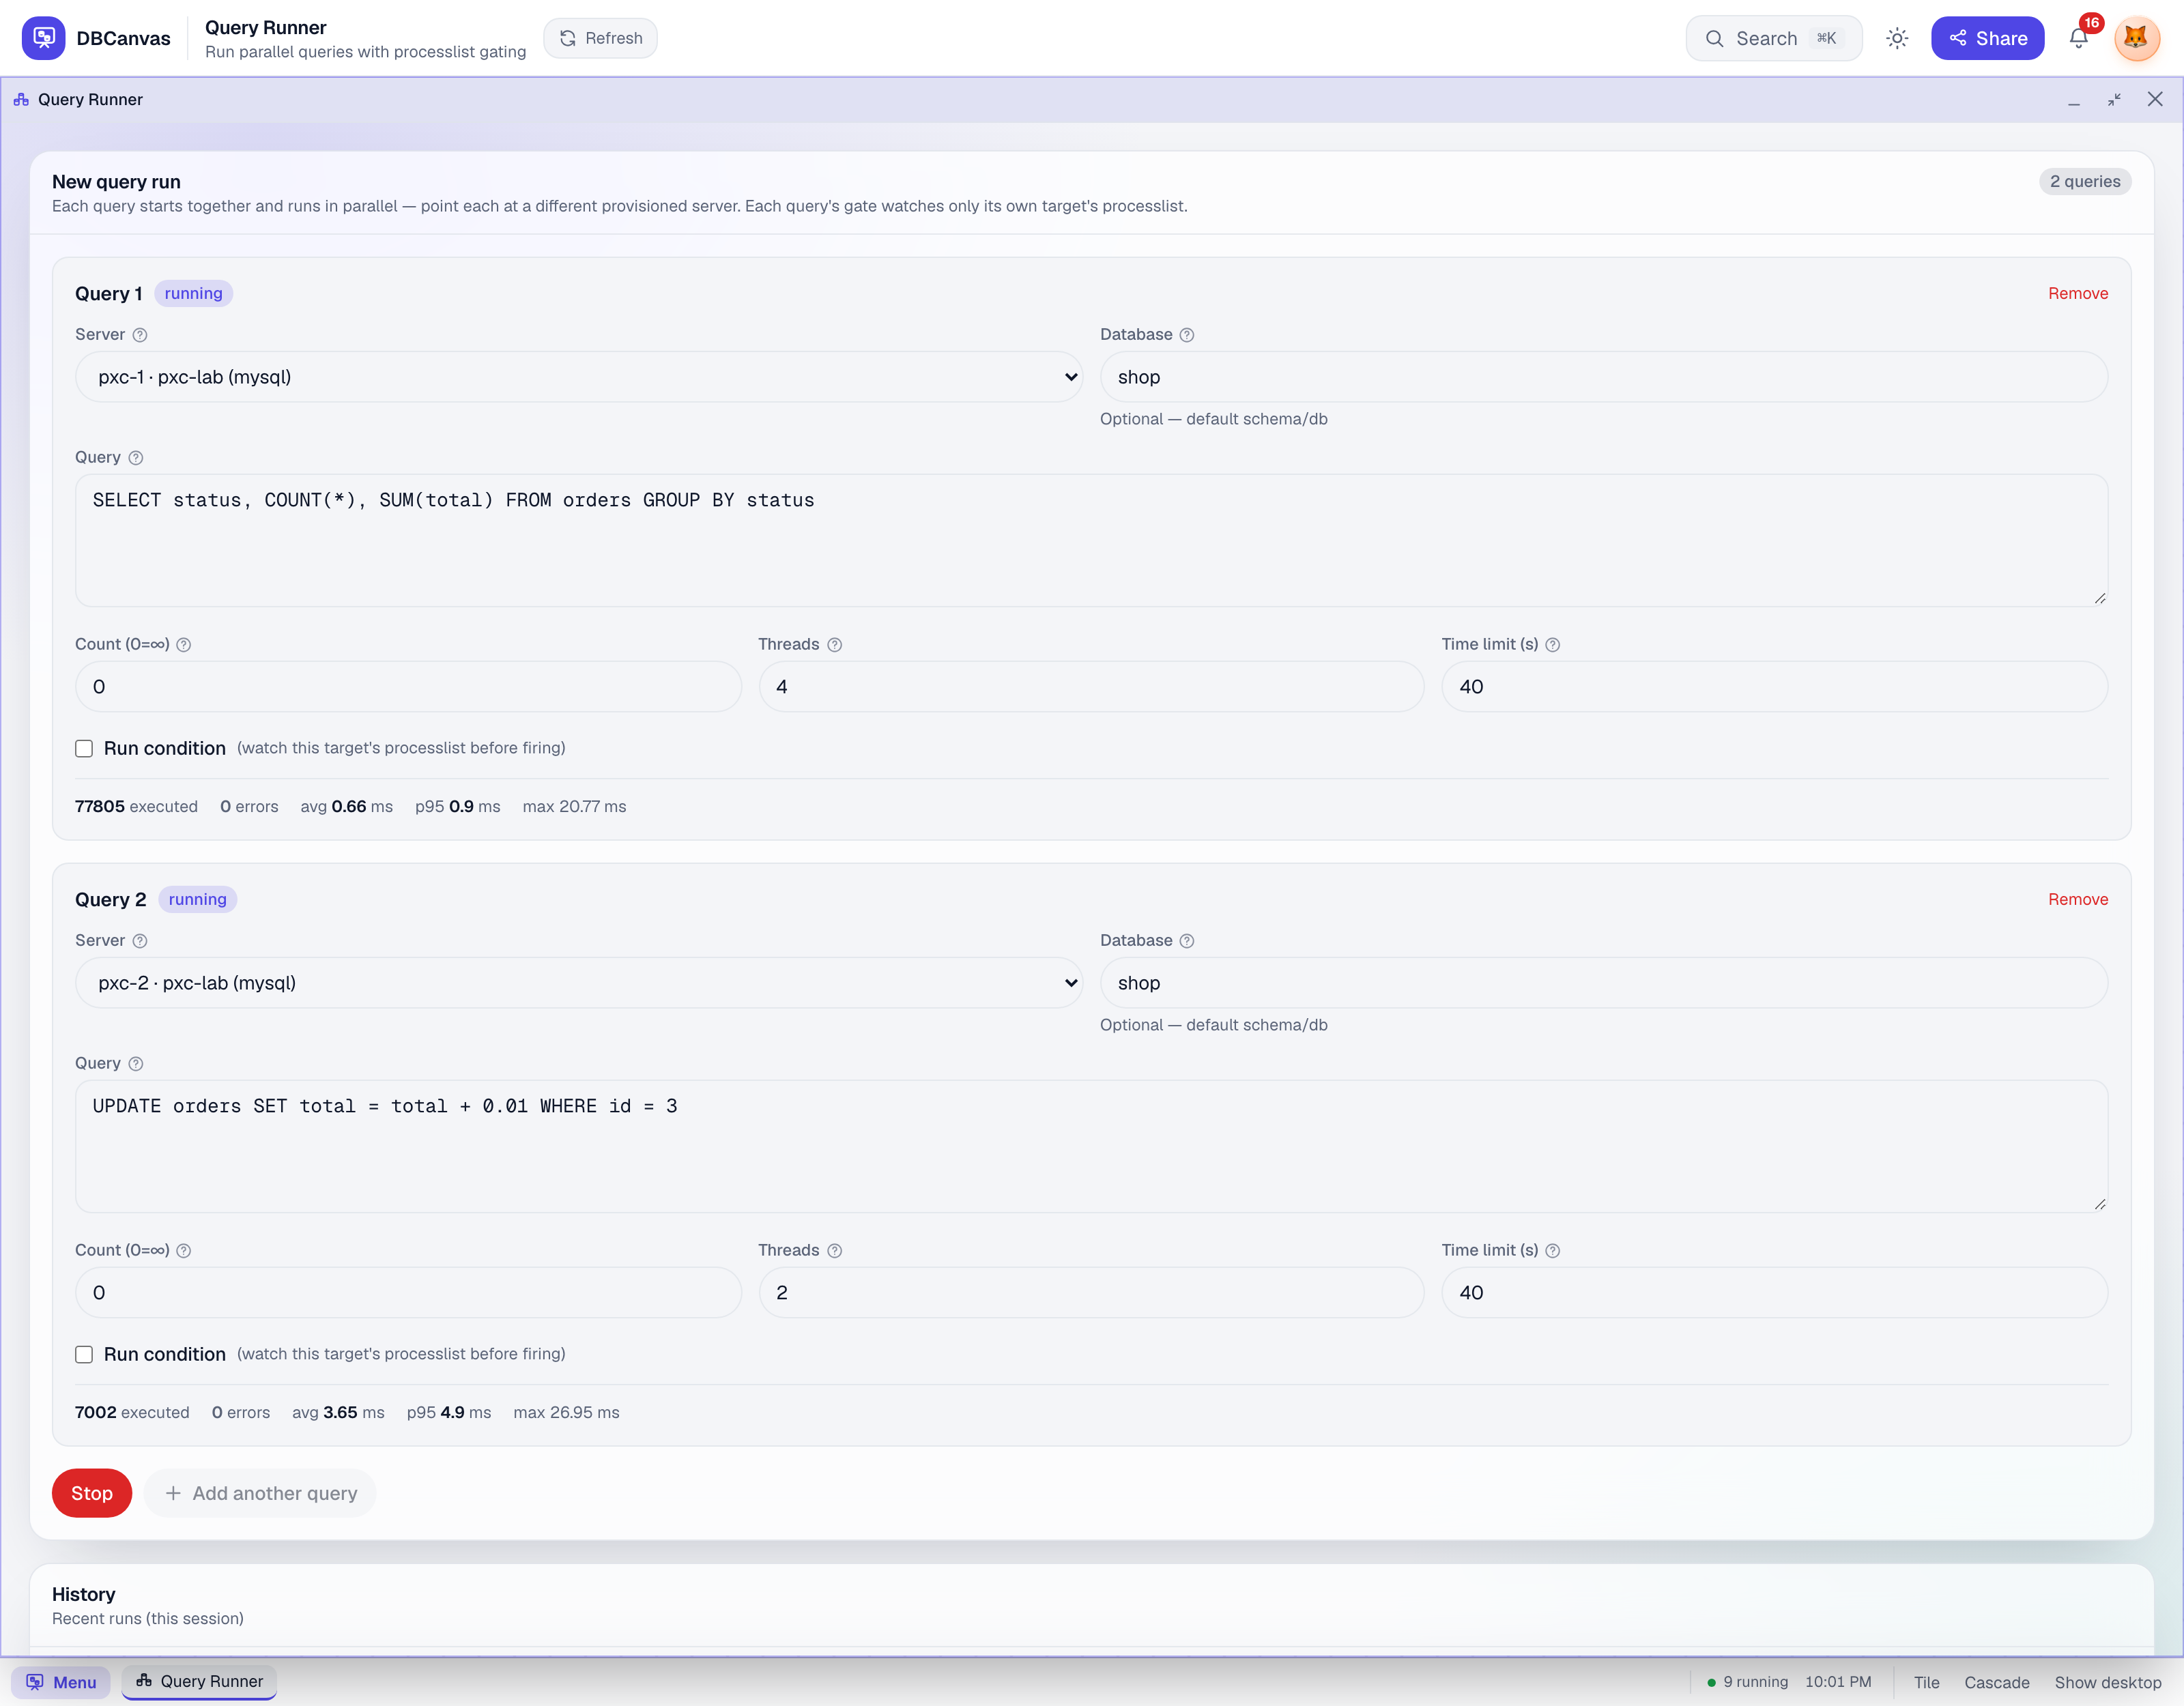 DBCanvas
Query Runner
Run parallel queries with processlist gating
Refresh
Search ⌘K
Share
16
Query Runner
New query run
2 queries
Each query starts together and runs in parallel — point each at a different provisioned server. Each query's gate watches only its own target's processlist.
Query 1 running
Remove
Server
Database
pxc-1 · pxc-lab (mysql)
shop
Optional — default schema/db
Query
SELECT status, COUNT(*), SUM(total) FROM orders GROUP BY status
Count (0=∞)
Threads
Time limit (s)
0
4
40
Run condition (watch this target's processlist before firing)
77805 executed 0 errors avg 0.66 ms p95 0.9 ms max 20.77 ms
Query 2 running
Remove
Server
Database
pxc-2 · pxc-lab (mysql)
shop
Optional — default schema/db
Query
UPDATE orders SET total = total + 0.01 WHERE id = 3
Count (0=∞)
Threads
Time limit (s)
0
2
40
Run condition (watch this target's processlist before firing)
7002 executed 0 errors avg 3.65 ms p95 4.9 ms max 26.95 ms
Stop
+ Add another query
History
Recent runs (this session)
Menu
Query Runner
9 running
10:01 PM
Tile
Cascade
Show desktop